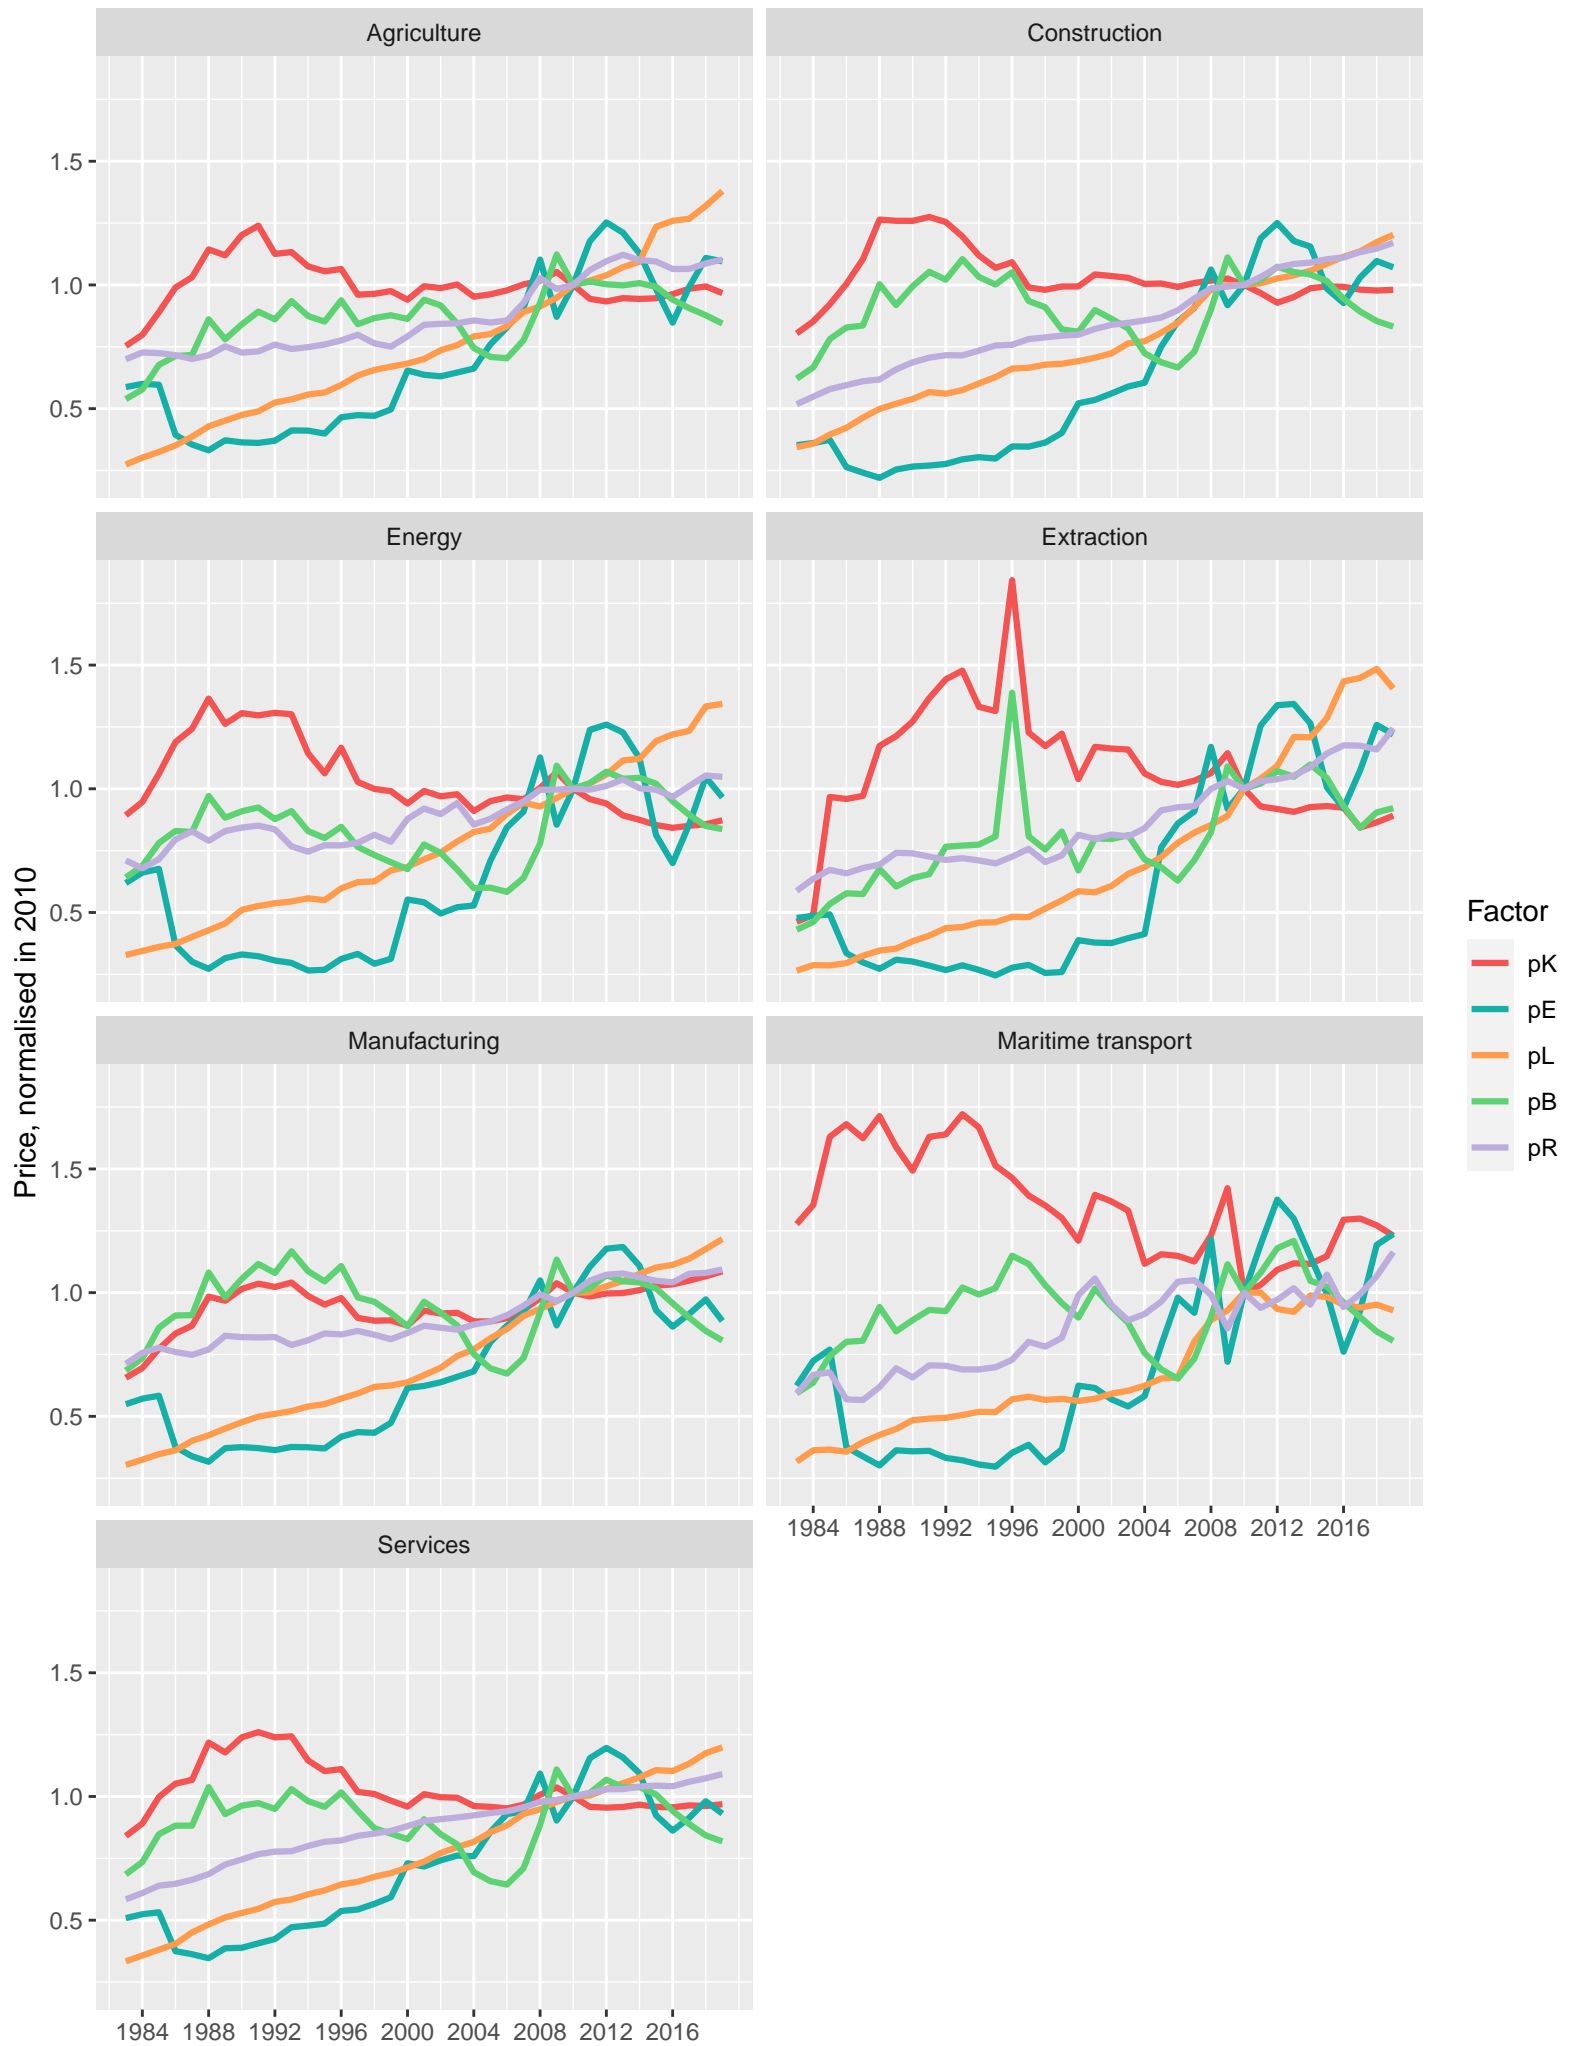 Agriculture
Construction
1.5
1.0
0.5
Energy
Extraction
1.5
1.0
0.5
Price, normalised in 2010
Factor
pK
pE
pL
pB
pR
Manufacturing
Maritime transport
1.5
1.0
0.5
1984 1988 1992 1996 2000 2004 2008 2012 2016
Services
1.5
1.0
0.5
1984 1988 1992 1996 2000 2004 2008 2012 2016